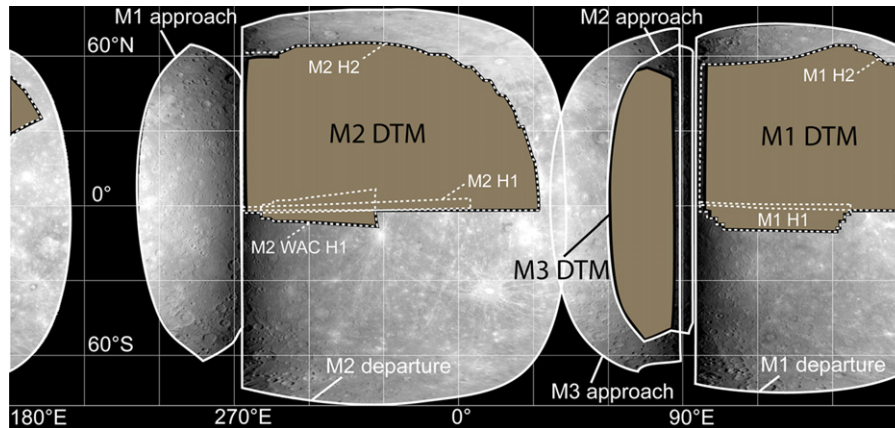 M1 approach
M2 approach
60°N
M2 H2
M1 H2
M2 DTM
M1 DTM
0°
M2 H1
M1 H1
M2 WAC H1
M3 DTM
60°S
M2 departure
M3 approach
M1 departure
180°E
270°E
0°
90°E